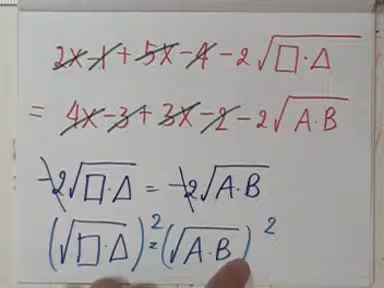 2x-1+5x-4-2√□·Δ
= 4x-3+3x-2-2√A·B
-2√□·Δ = -2√A·B
(√□·Δ)² = (√A·B)²